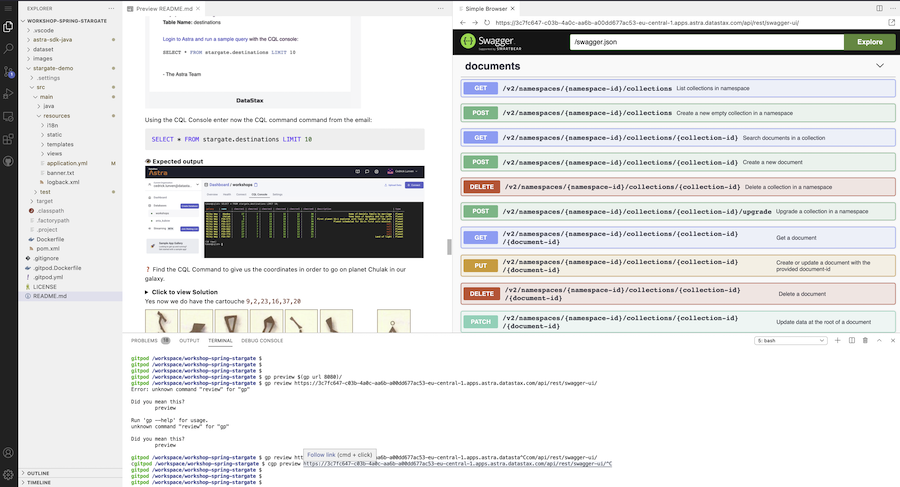 EXPLORER
WORKSHOP-SPRING-STARGATE
.vscode
astra-sdk-java
dataset
images
stargate-demo
.settings
src
main
java
resources
i18n
static
templates
views
application.yml M
banner.txt
logback.xml
test
target
.classpath
.factorypath
.project
Dockerfile
pom.xml
.gitignore
.gitpod.Dockerfile
.gitpod.yml
LICENSE
README.md
OUTLINE
TIMELINE
Preview README.md
Table Name: destinations
Login to Astra and run a sample query with the CQL console:
SELECT * FROM stargate.destinations LIMIT 10
- The Astra Team
DataStax
Using the CQL Console enter now the CQL command command from the email:
SELECT * FROM stargate.destinations LIMIT 10
Expected output
Astra
Dashboard / workshops
? Find the CQL Command to give us the coordinates in order to go on planet Chulak in our
galaxy.
Click to view Solution
Yes now we do have the cartouche 9,2,23,16,37,20
Simple Browser
https://3c7fc647-c03b-4a0c-aa6b-a00dd677ac53-eu-central-1.apps.astra.datastax.com/api/rest/swagger-ui/
Swagger
Supported by SMARTBEAR
/swagger.json
Explore
documents
GET /v2/namespaces/{namespace-id}/collections List collections in namespace
POST /v2/namespaces/{namespace-id}/collections Create a new empty collection in a namespace
GET /v2/namespaces/{namespace-id}/collections/{collection-id} Search documents in a collection
POST /v2/namespaces/{namespace-id}/collections/{collection-id} Create a new document
DELETE /v2/namespaces/{namespace-id}/collections/{collection-id} Delete a collection in a namespace
POST /v2/namespaces/{namespace-id}/collections/{collection-id}/upgrade Upgrade a collection in a namespace
GET /v2/namespaces/{namespace-id}/collections/{collection-id}
/{document-id} Get a document
PUT /v2/namespaces/{namespace-id}/collections/{collection-id}
/{document-id} Create or update a document with the
provided document-id
DELETE /v2/namespaces/{namespace-id}/collections/{collection-id}
/{document-id} Delete a document
PATCH /v2/namespaces/{namespace-id}/collections/{collection-id}
/{document-id} Update data at the root of a document
PROBLEMS OUTPUT TERMINAL DEBUG CONSOLE
5: bash
gitpod /workspace/workshop-spring-stargate $
gitpod /workspace/workshop-spring-stargate $
gitpod /workspace/workshop-spring-stargate $
gitpod /workspace/workshop-spring-stargate $ gp preview $(gp url 8080)/
gitpod /workspace/workshop-spring-stargate $ gp review https://3c7fc647-c03b-4a0c-aa6b-a00dd677ac53-eu-central-1.apps.astra.datastax.com/api/rest/swagger-ui/
Error: unknown command "review" for "gp"
Did you mean this?
preview
Run 'gp --help' for usage.
unknown command "review" for "gp"
Did you mean this?
preview
Follow link (cmd + click)
gitpod /workspace/workshop-spring-stargate $ gp review htt
p://3c7fc647-c03b-4a0c-aa6b-a00dd677ac53-eu-central-1.apps.astra.data^Ccom/api/rest/swagger-ui/
cgitpod /workspace/workshop-spring-stargate $ cgp preview https://3c7fc647-c03b-4a0c-aa6b-a00dd677ac53-eu-central-1.apps.astra.datastax.com/api/rest/swagger-ui/^C
gitpod /workspace/workshop-spring-stargate $
gitpod /workspace/workshop-spring-stargate $